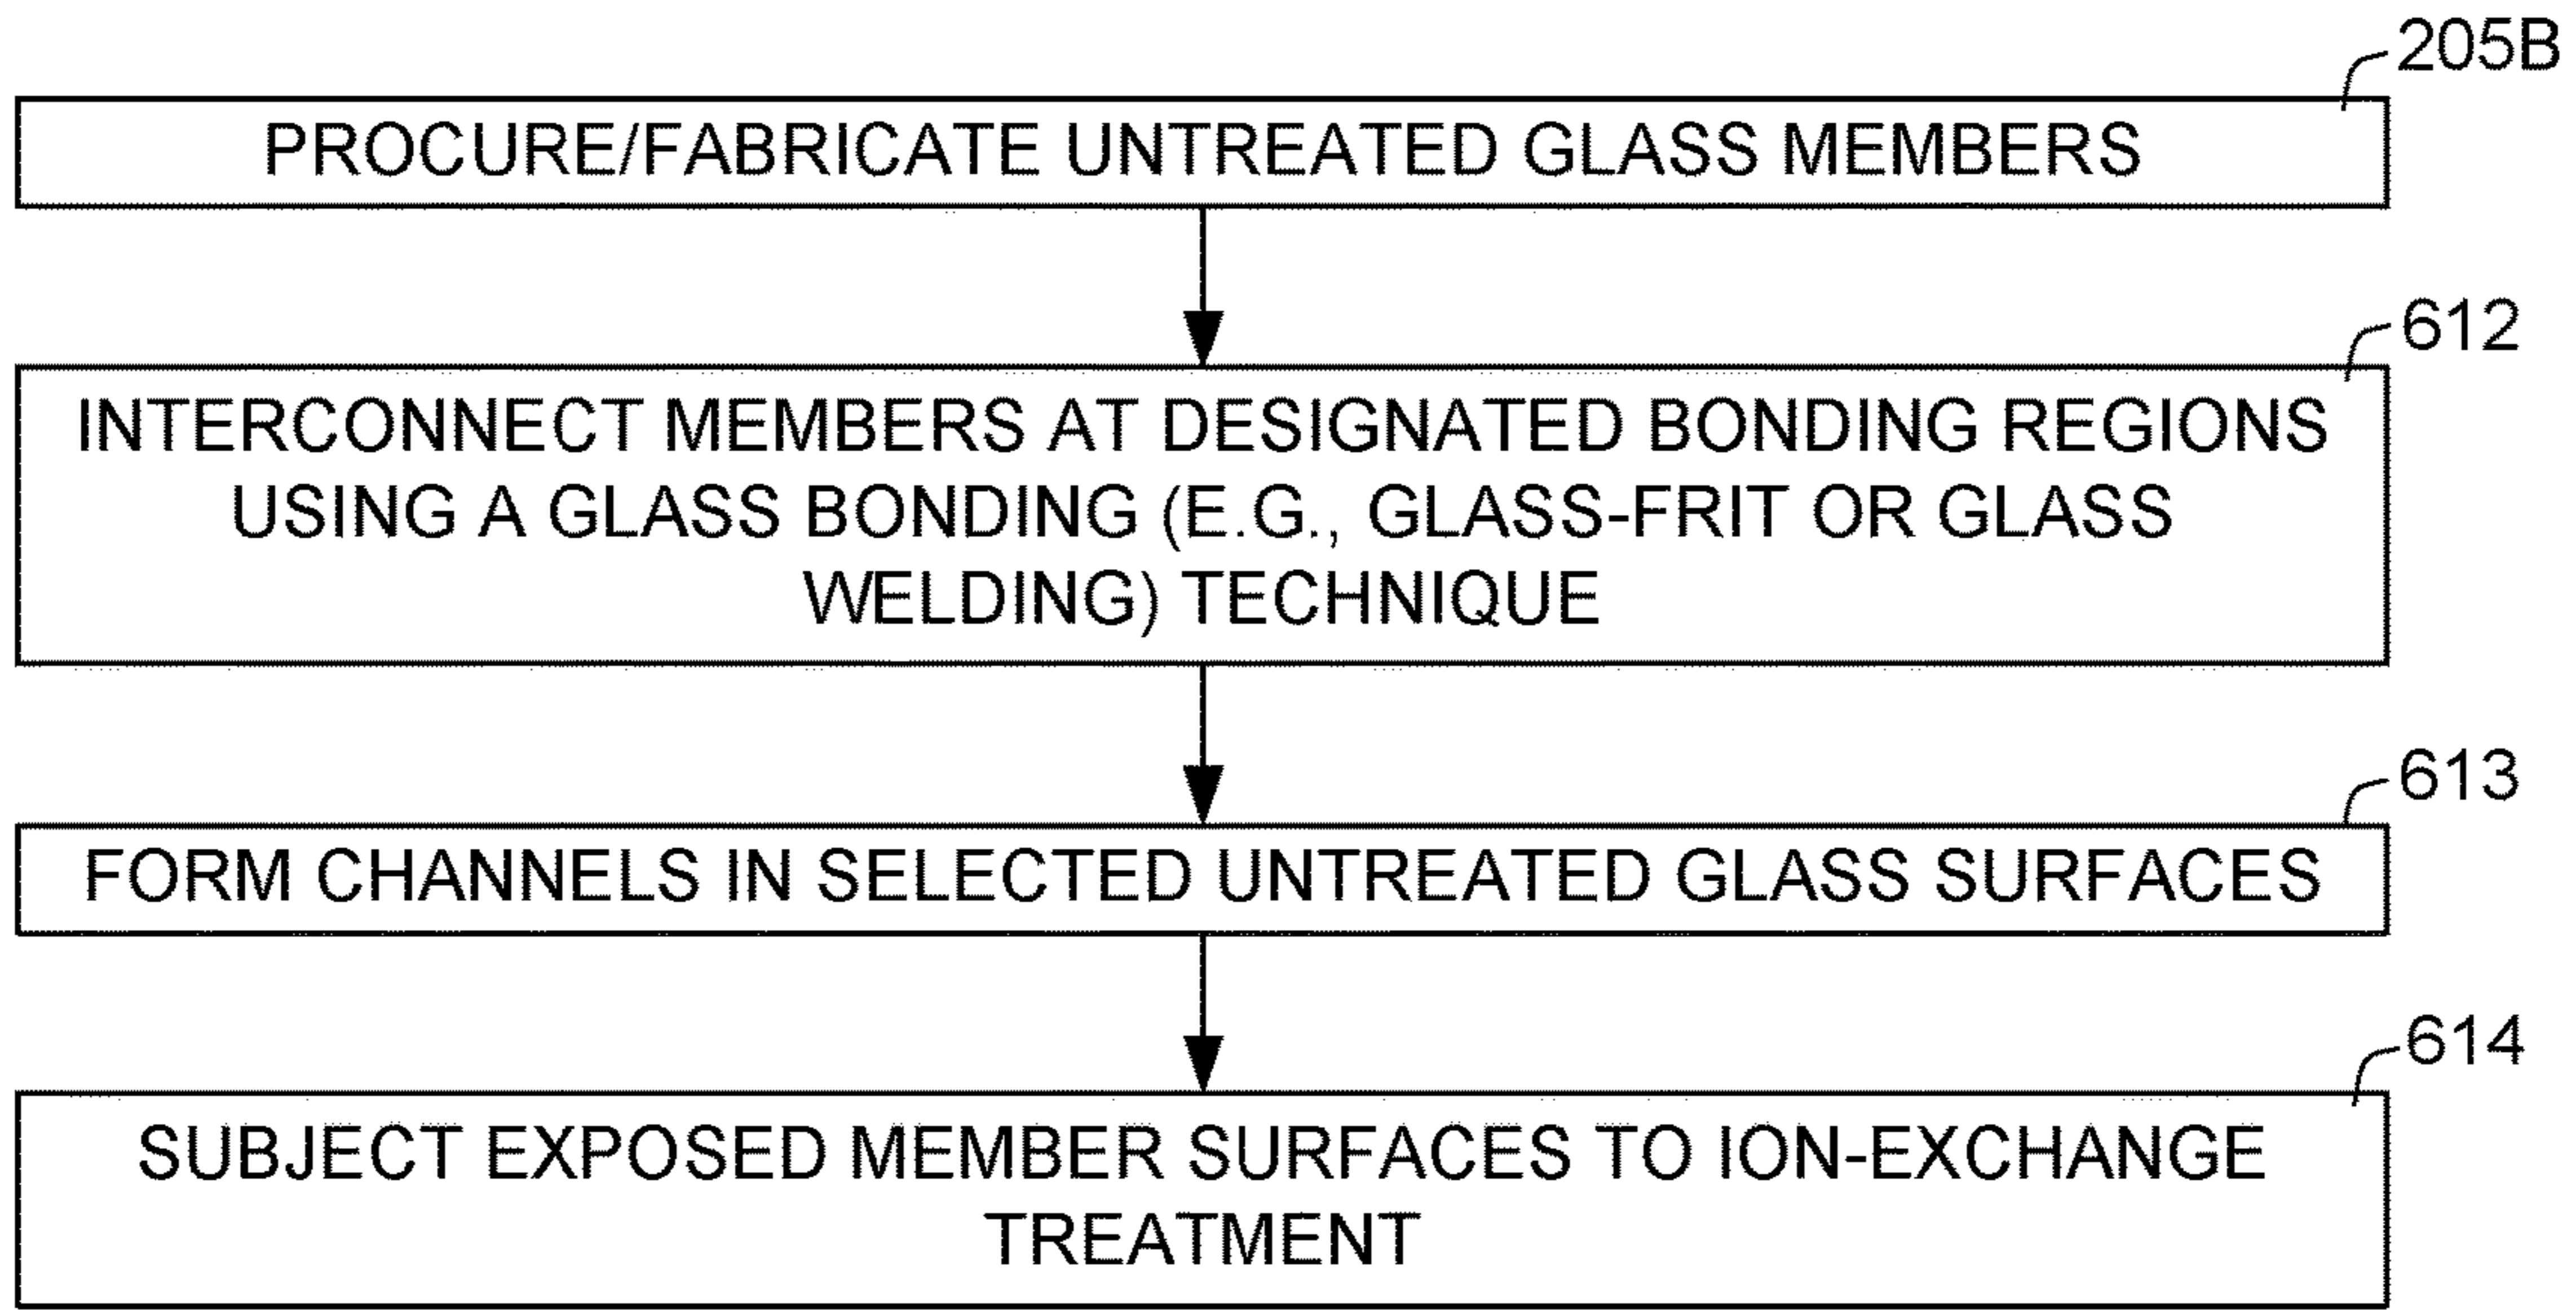 205B
PROCURE/FABRICATE UNTREATED GLASS MEMBERS
612
INTERCONNECT MEMBERS AT DESIGNATED BONDING REGIONS
USING A GLASS BONDING (E.G., GLASS-FRIT OR GLASS
WELDING) TECHNIQUE
613
FORM CHANNELS IN SELECTED UNTREATED GLASS SURFACES
614
SUBJECT EXPOSED MEMBER SURFACES TO ION-EXCHANGE
TREATMENT